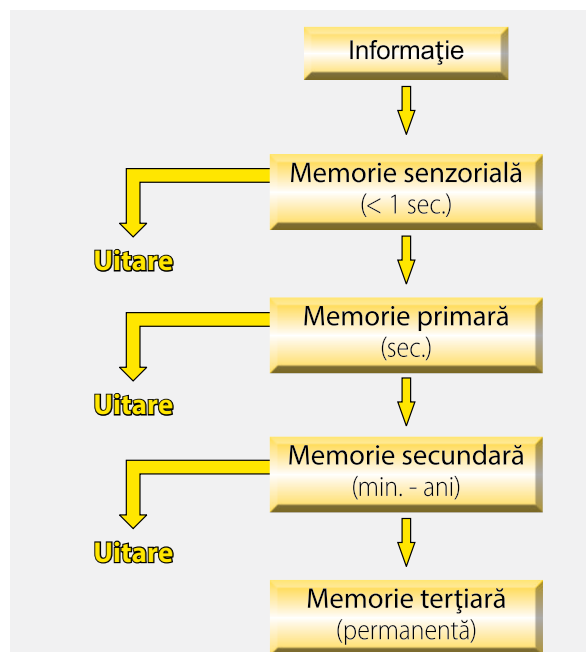 Informaţie
Memorie senzorială
(< 1 sec.)
Uitare
Memorie primară
(sec.)
Uitare
Memorie secundară
(min. - ani)
Uitare
Memorie terţiară
(permanentă)